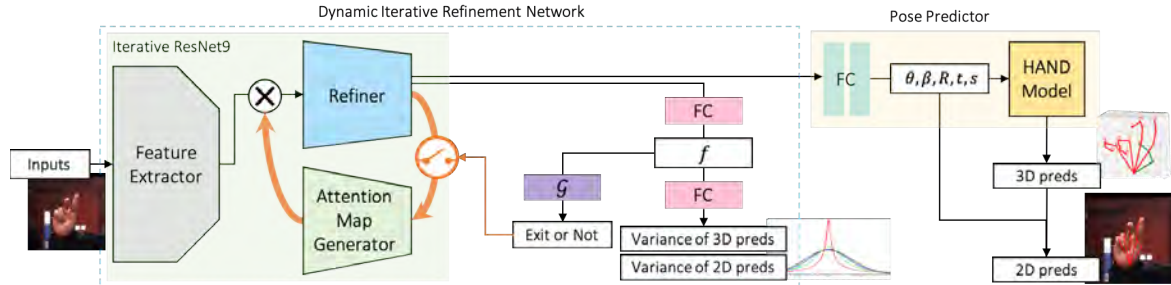 Dynamic Iterative Refinement Network
Pose Predictor
Iterative ResNet9
Feature
Extractor
Refiner
Attention
Map
Generator
Inputs
FC
f
FC
𝒢
Exit or Not
Variance of 3D preds
Variance of 2D preds
FC
θ, β, R, t, s
HAND
Model
3D preds
2D preds